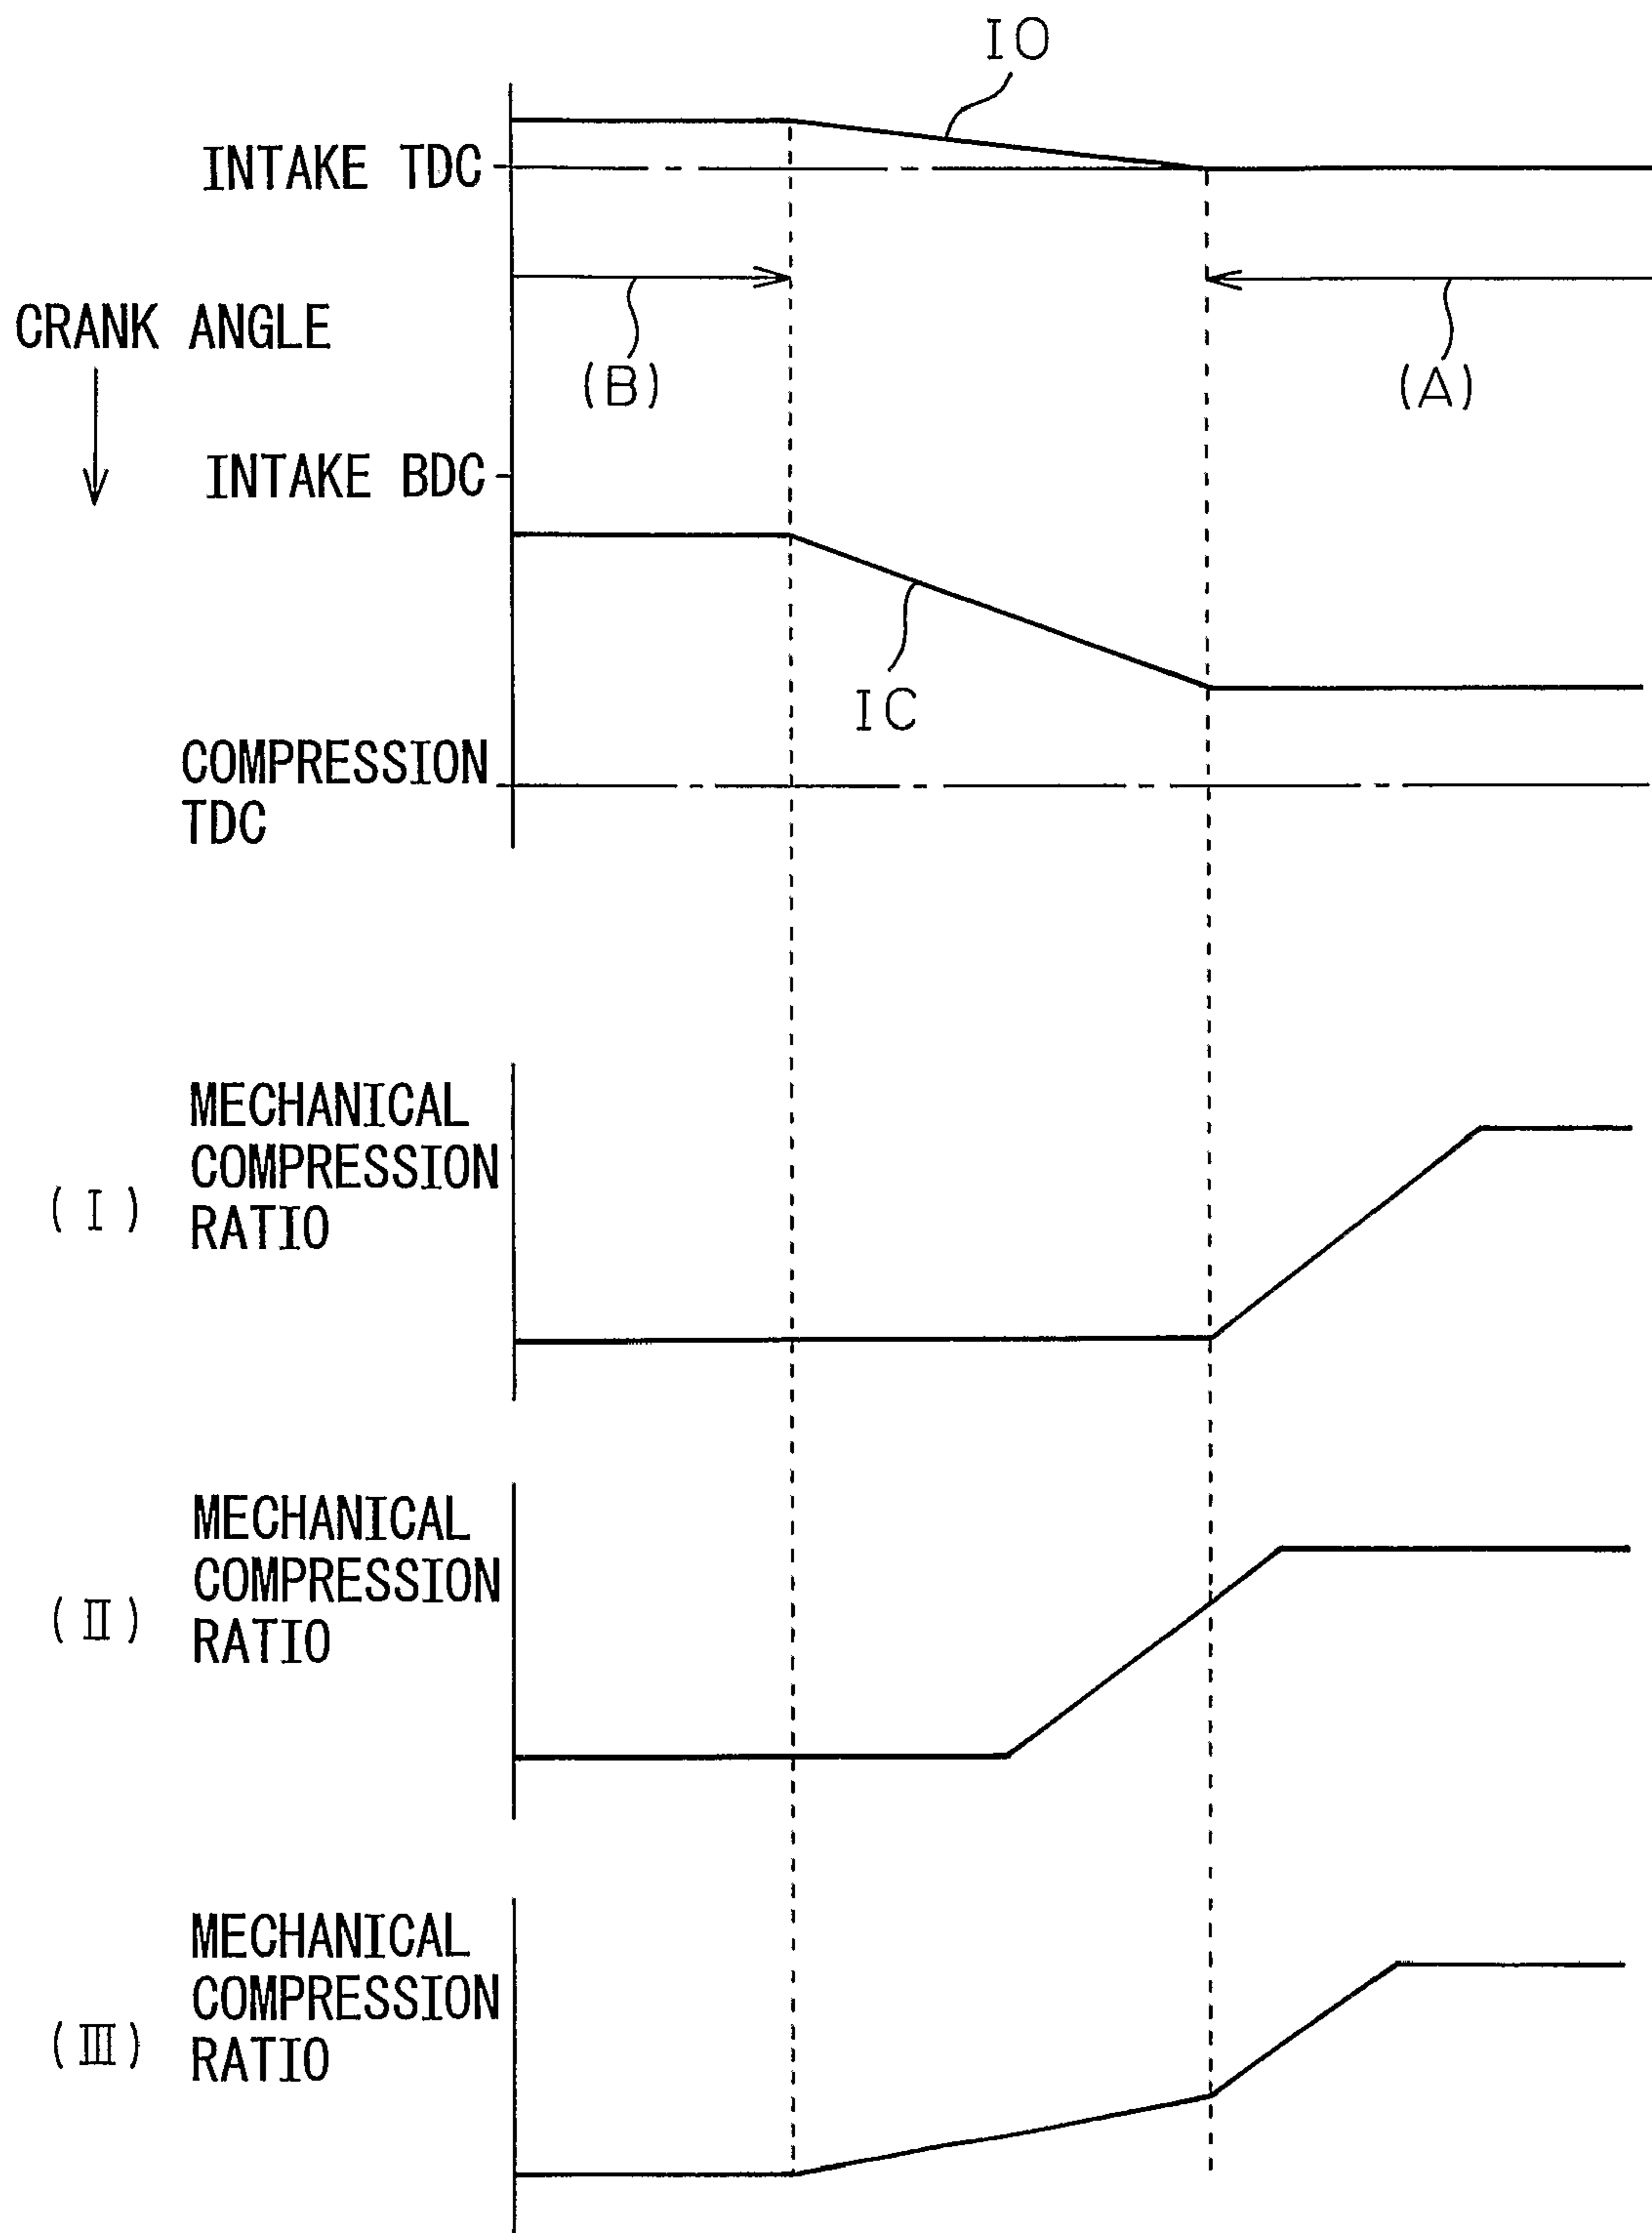 IO
INTAKE TDC
(B)
(A)
CRANK ANGLE
INTAKE BDC
IC
COMPRESSION
TDC
(I)
MECHANICAL
COMPRESSION
RATIO
(II)
MECHANICAL
COMPRESSION
RATIO
(III)
MECHANICAL
COMPRESSION
RATIO